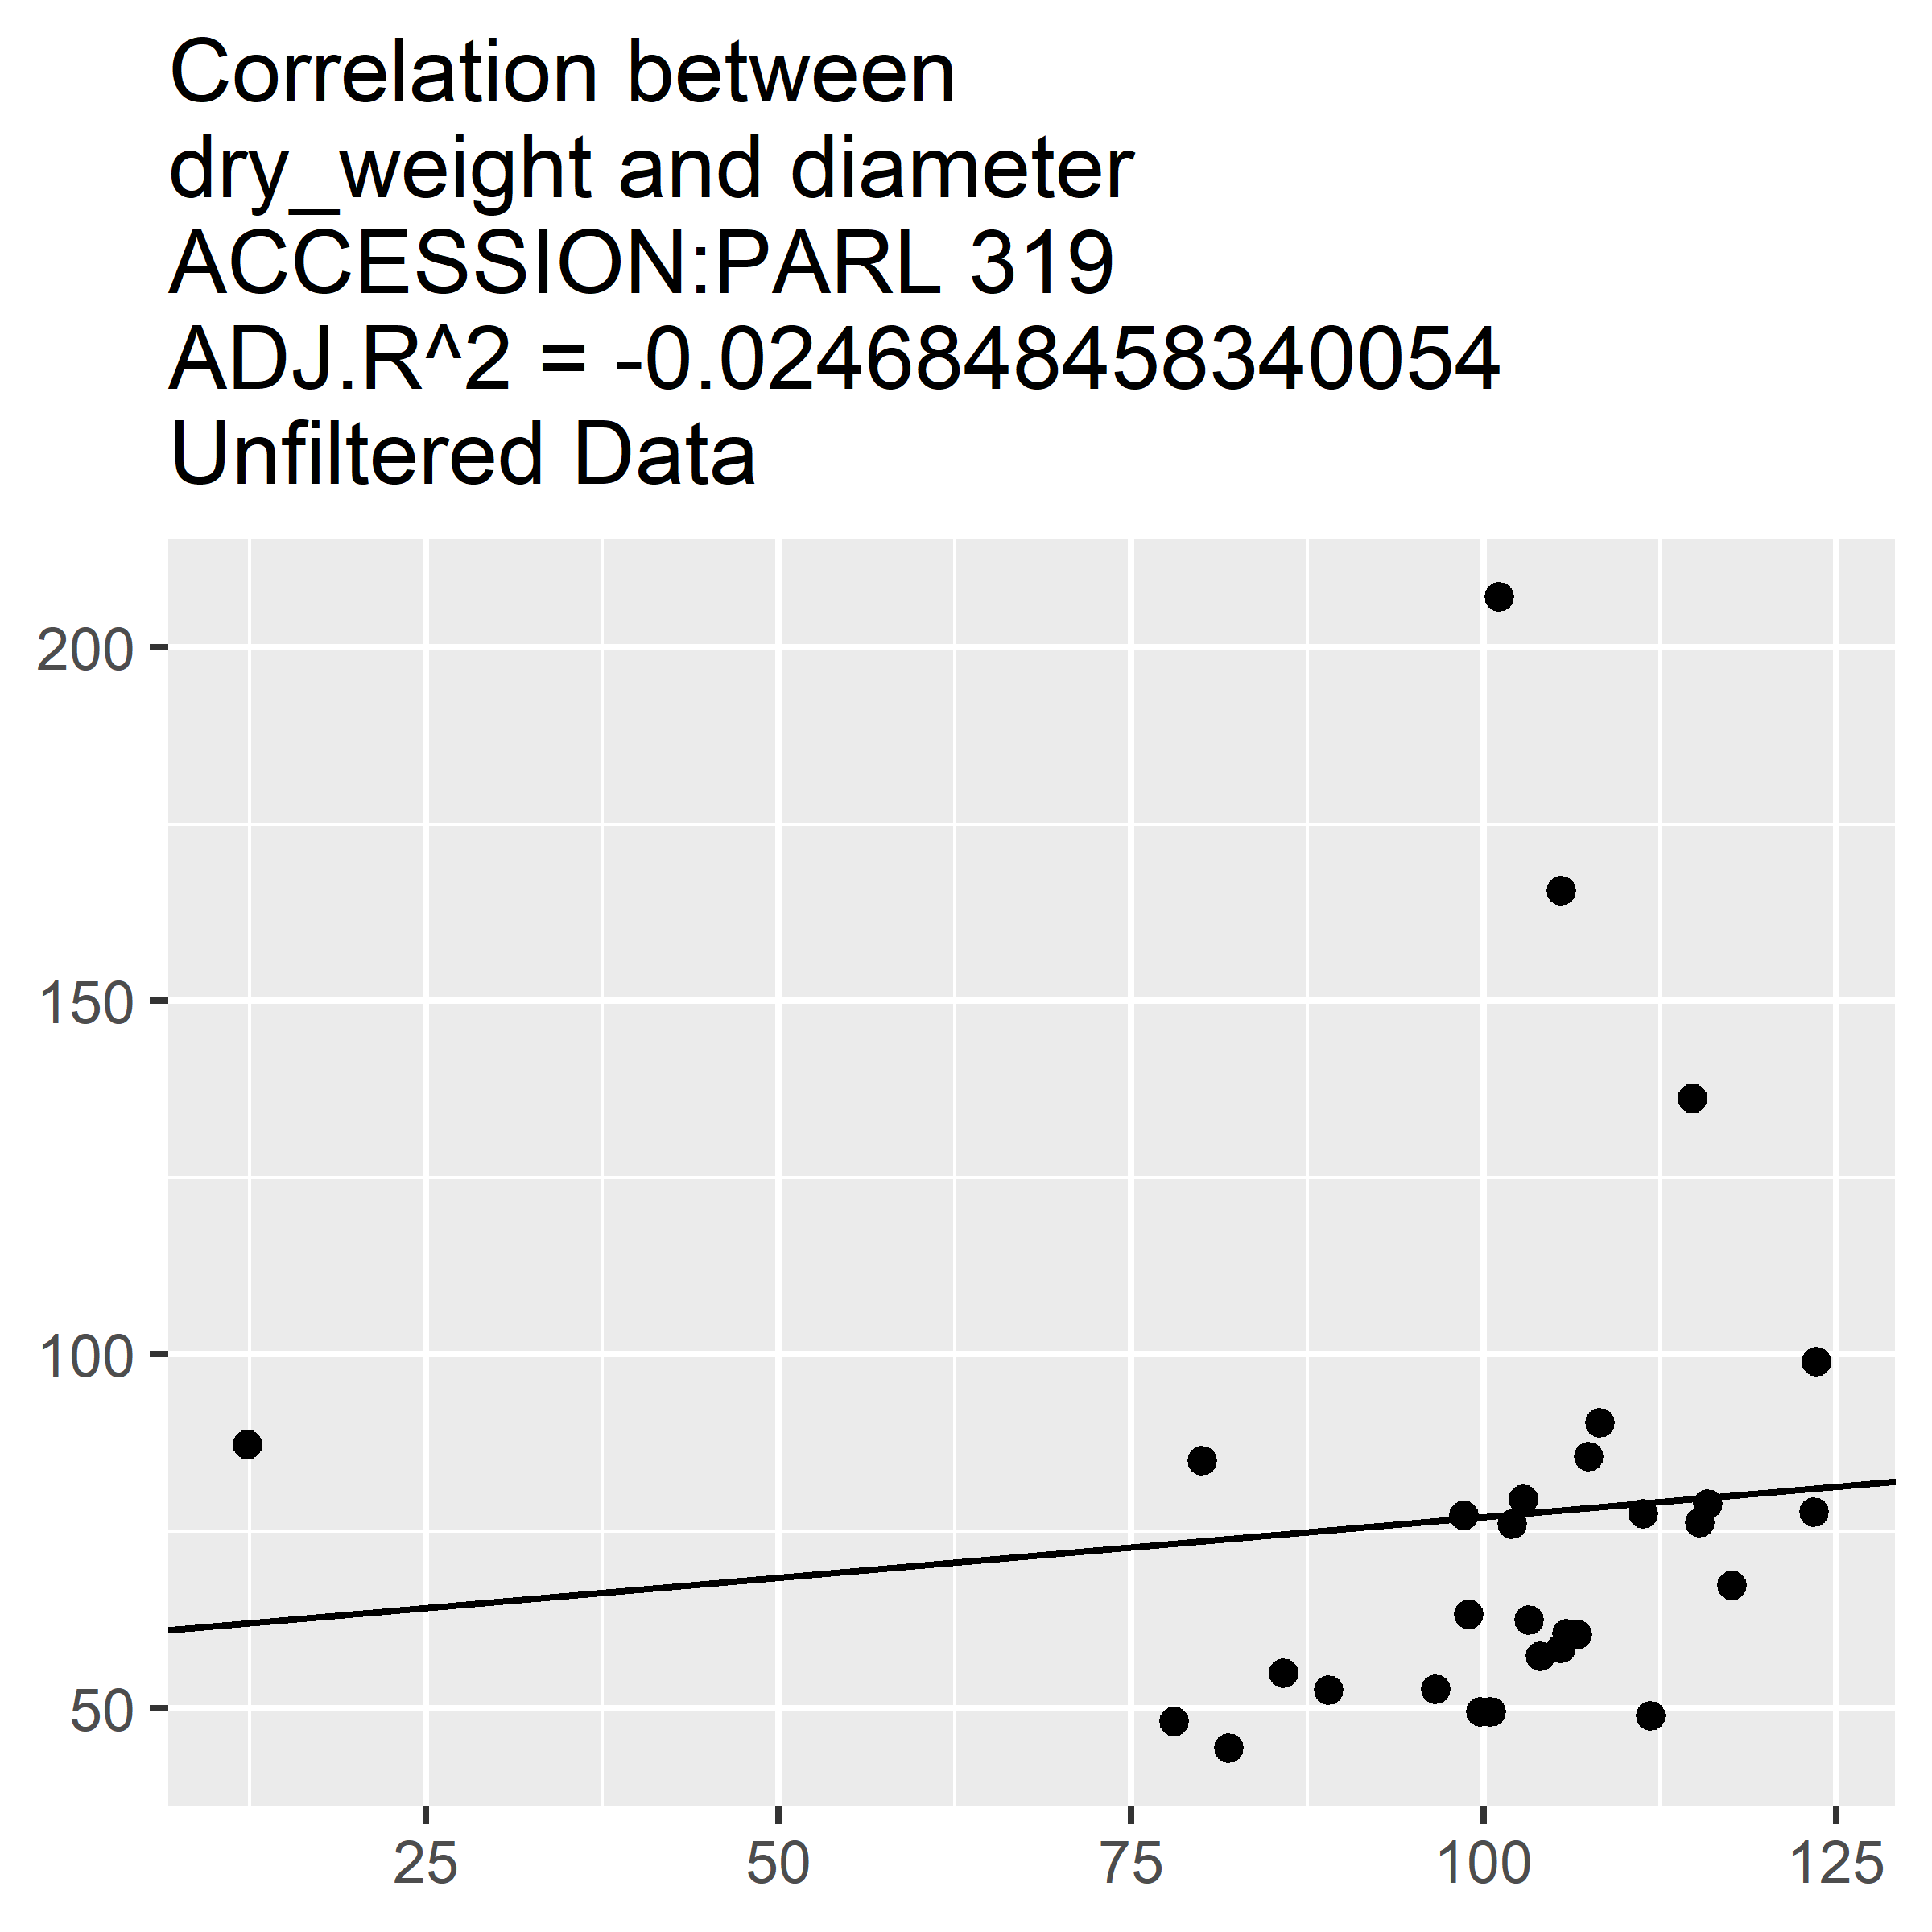 Correlation between
dry_weight and diameter
ACCESSION:PARL 319
ADJ.R^2 = -0.0246848458340054
Unfiltered Data
200
150
100
50
25 50 75 100 125